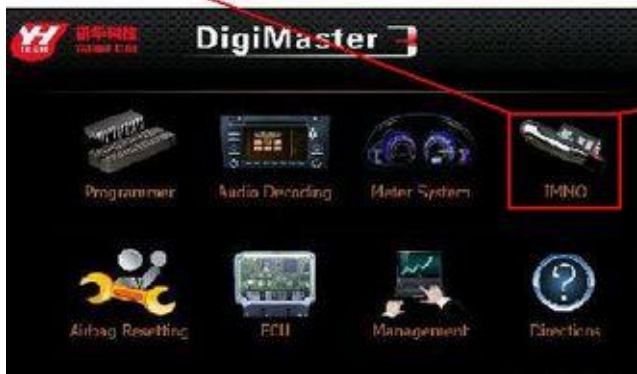 DigiMaster 3
Programmer
Audio Decoding
Meter System
IMMO
Airbag Resetting
ECU
Management
Directions